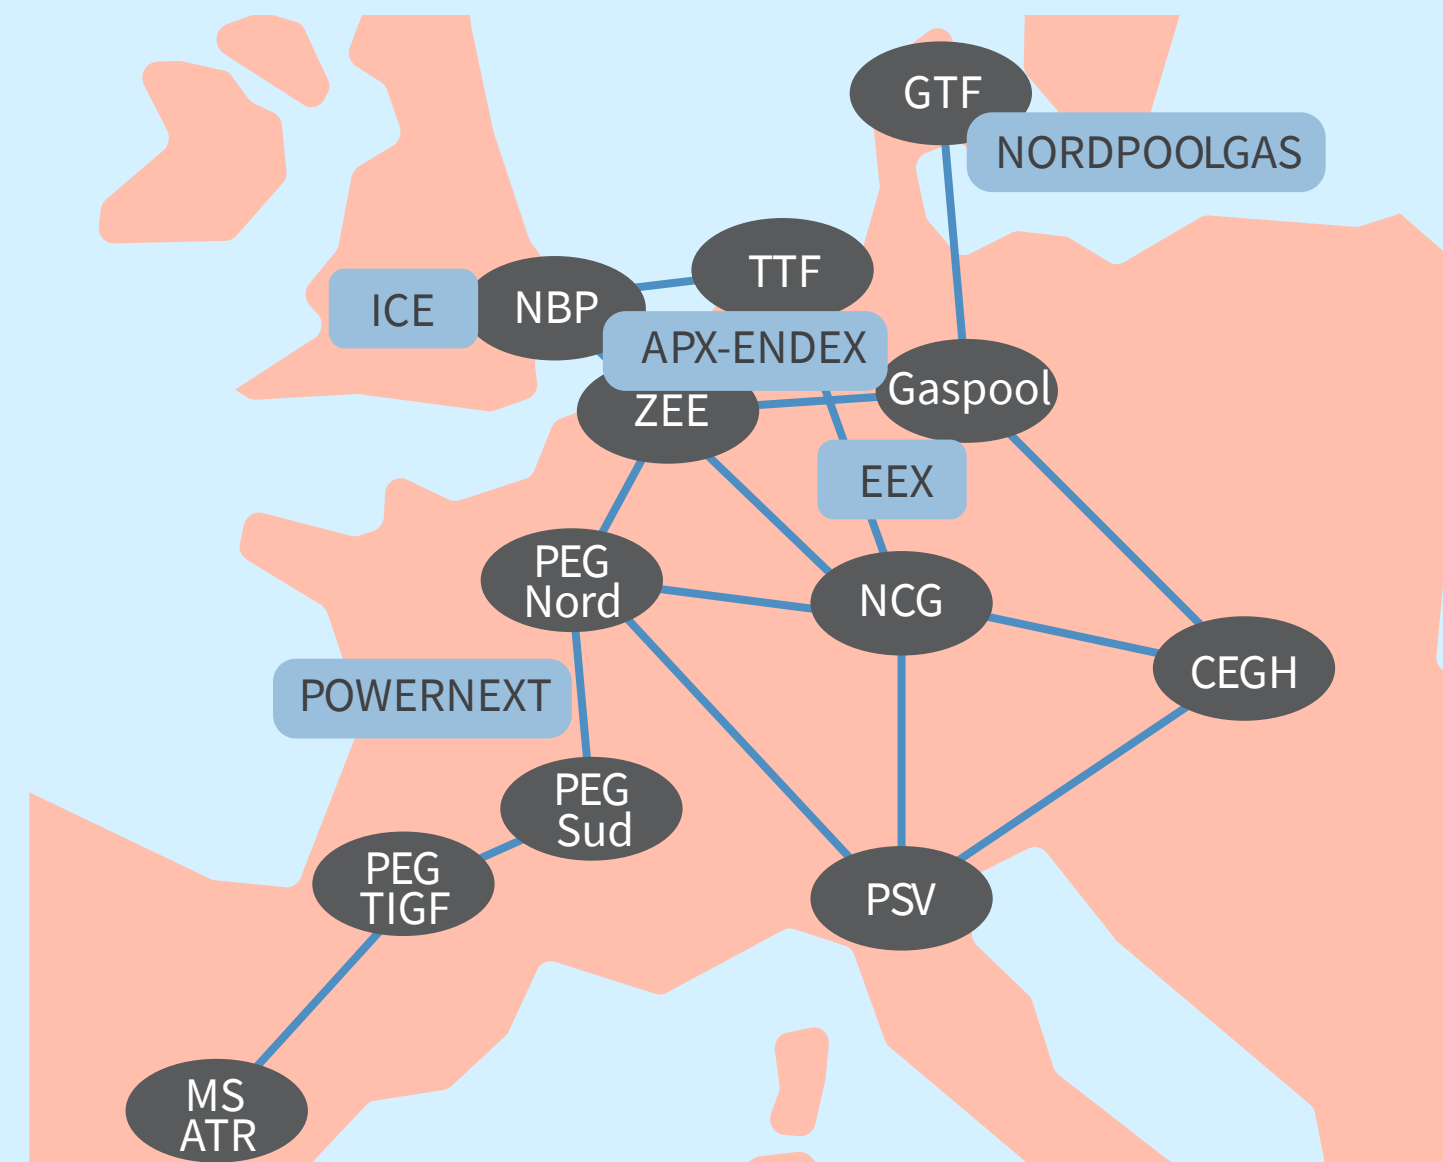 GTF
NORDPOOLGAS
TTF
ICE
NBP
APX-ENDEX
Gaspool
ZEE
EEX
PEG
Nord
NCG
CEGH
POWERNEXT
PEG
Sud
PEG
TIGF
PSV
MS
ATR